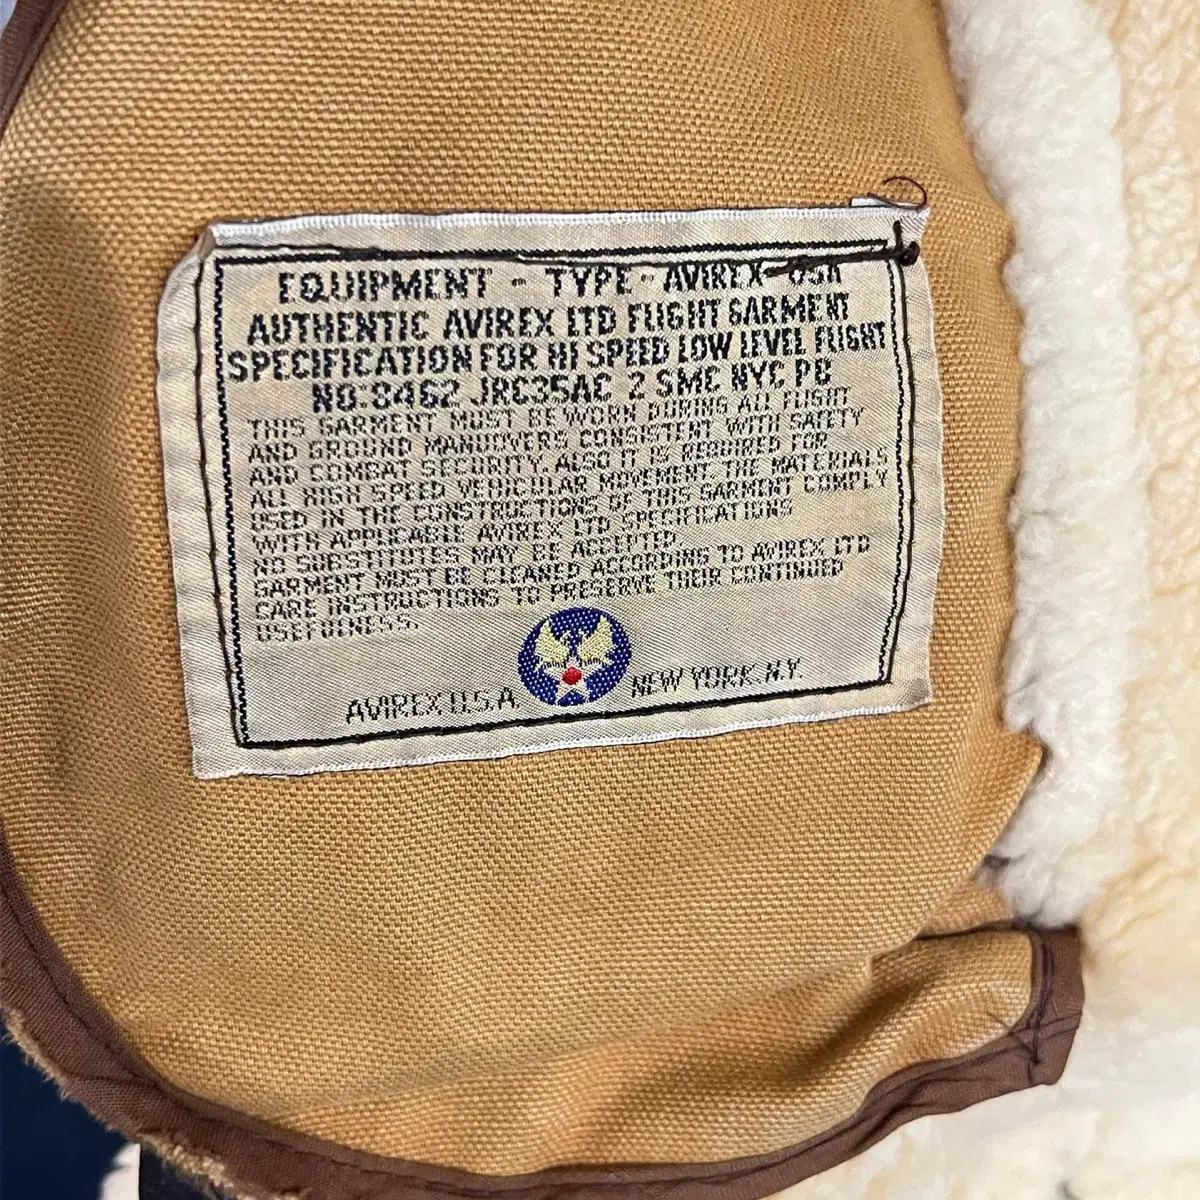 EQUIPMENT - TYPE - AVIREX - USA
AUTHENTIC AVIREX LTD FLIGHT GARMENT
SPECIFICATION FOR HI SPEED LOW LEVEL FLIGHT
NO:8462 JRC35AC 2 SMC NYC PB
THIS GARMENT MUST BE WORN DURING ALL FLIGHT
AND GROUND MANUOVERS CONSISTENT WITH SAFETY
AND COMBAT SECURITY. ALSO IT IS REQUIRED FOR
ALL HIGH SPEED VEHICULAR MOVEMENT. THE MATERIALS
USED IN THE CONSTRUCTIONS OF THIS GARMENT COMPLY
WITH APPLICABLE AVIREX LTD SPECIFICATIONS
NO SUBSTITUTES MAY BE ACCEPTED.
GARMENT MUST BE CLEANED ACCORDING TO AVIREX LTD
CARE INSTRUCTIONS TO PRESERVE THEIR CONTINUED
USEFULNESS.
AVIREX U.S.A. NEW YORK. N.Y.